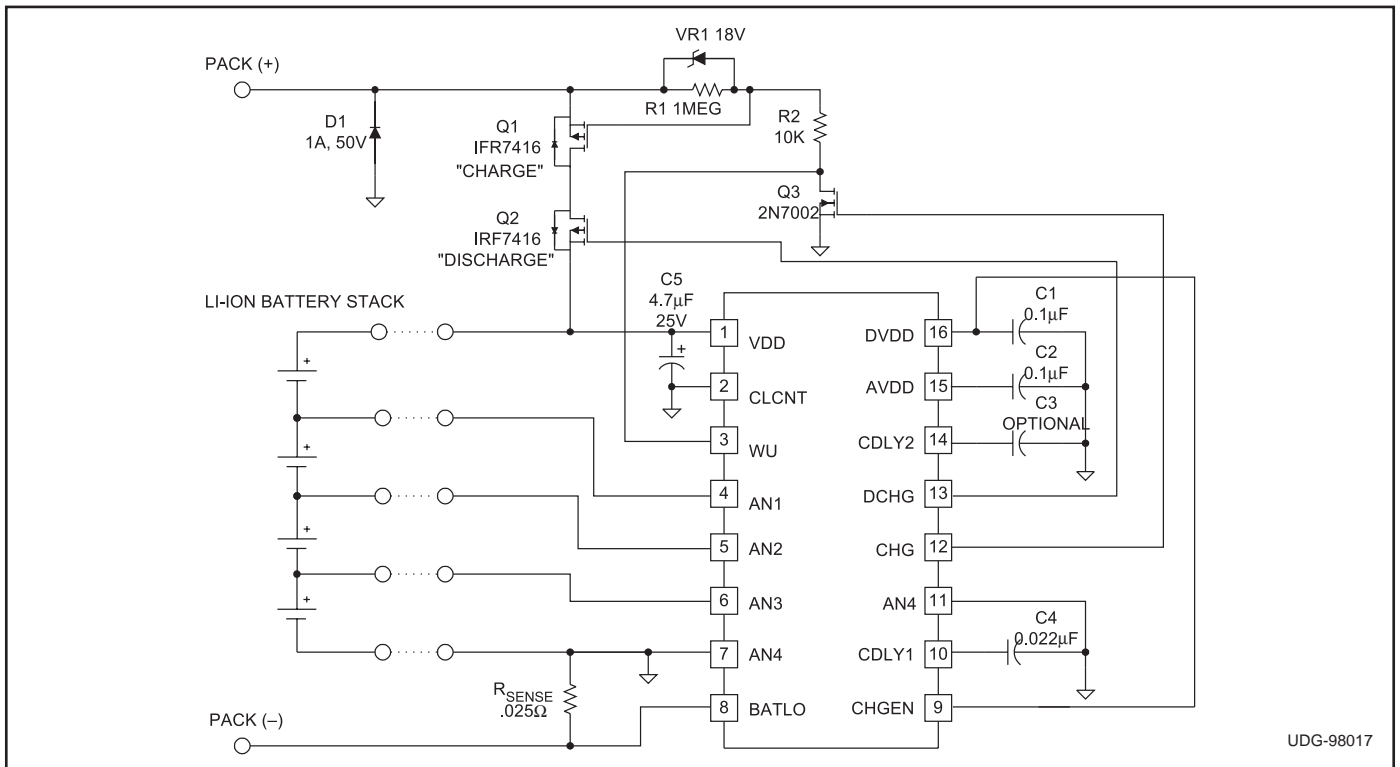 VR1 18V
PACK (+)
R1 1MEG
D1
1A, 50V
Q1
IFR7416
"CHARGE"
R2
10K
Q3
2N7002
Q2
IRF7416
"DISCHARGE"
LI-ION BATTERY STACK
C5
4.7µF
25V
+
C1
0.1µF
C2
0.1µF
C3
OPTIONAL
1 VDD
2 CLCNT
3 WU
4 AN1
5 AN2
6 AN3
7 AN4
8 BATLO
DVDD 16
AVDD 15
CDLY2 14
DCHG 13
CHG 12
AN4 11
CDLY1 10
CHGEN 9
C4
0.022µF
+
+
+
+
RSENSE
.025Ω
PACK (–)
UDG-98017